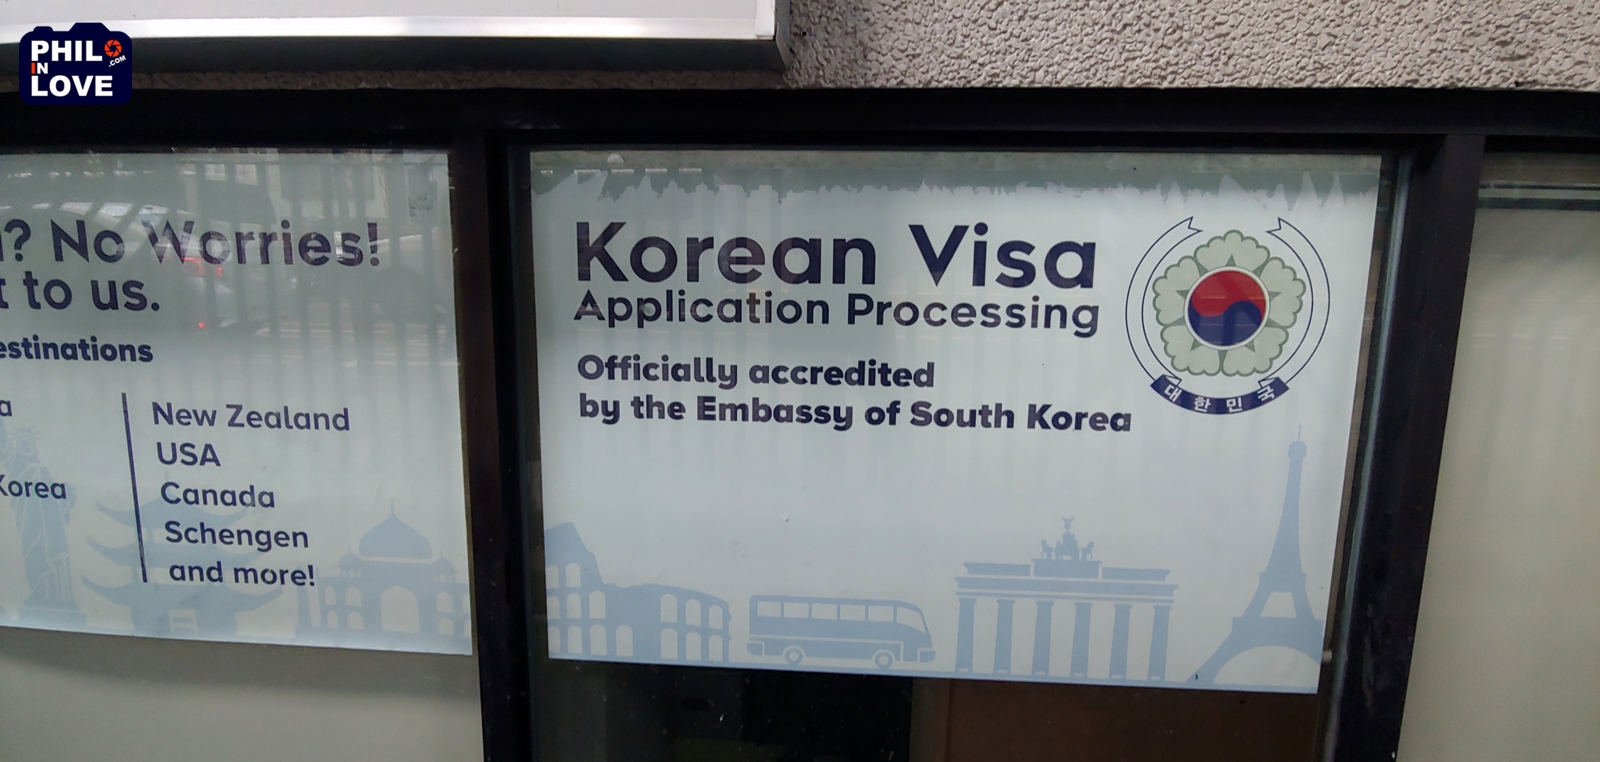 PHIL
IN
.COM
LOVE
? No Worries!
to us.
estinations
a
Korea
New Zealand
USA
Canada
Schengen
and more!
Korean Visa
Application Processing
Officially accredited
by the Embassy of South Korea
대한민국